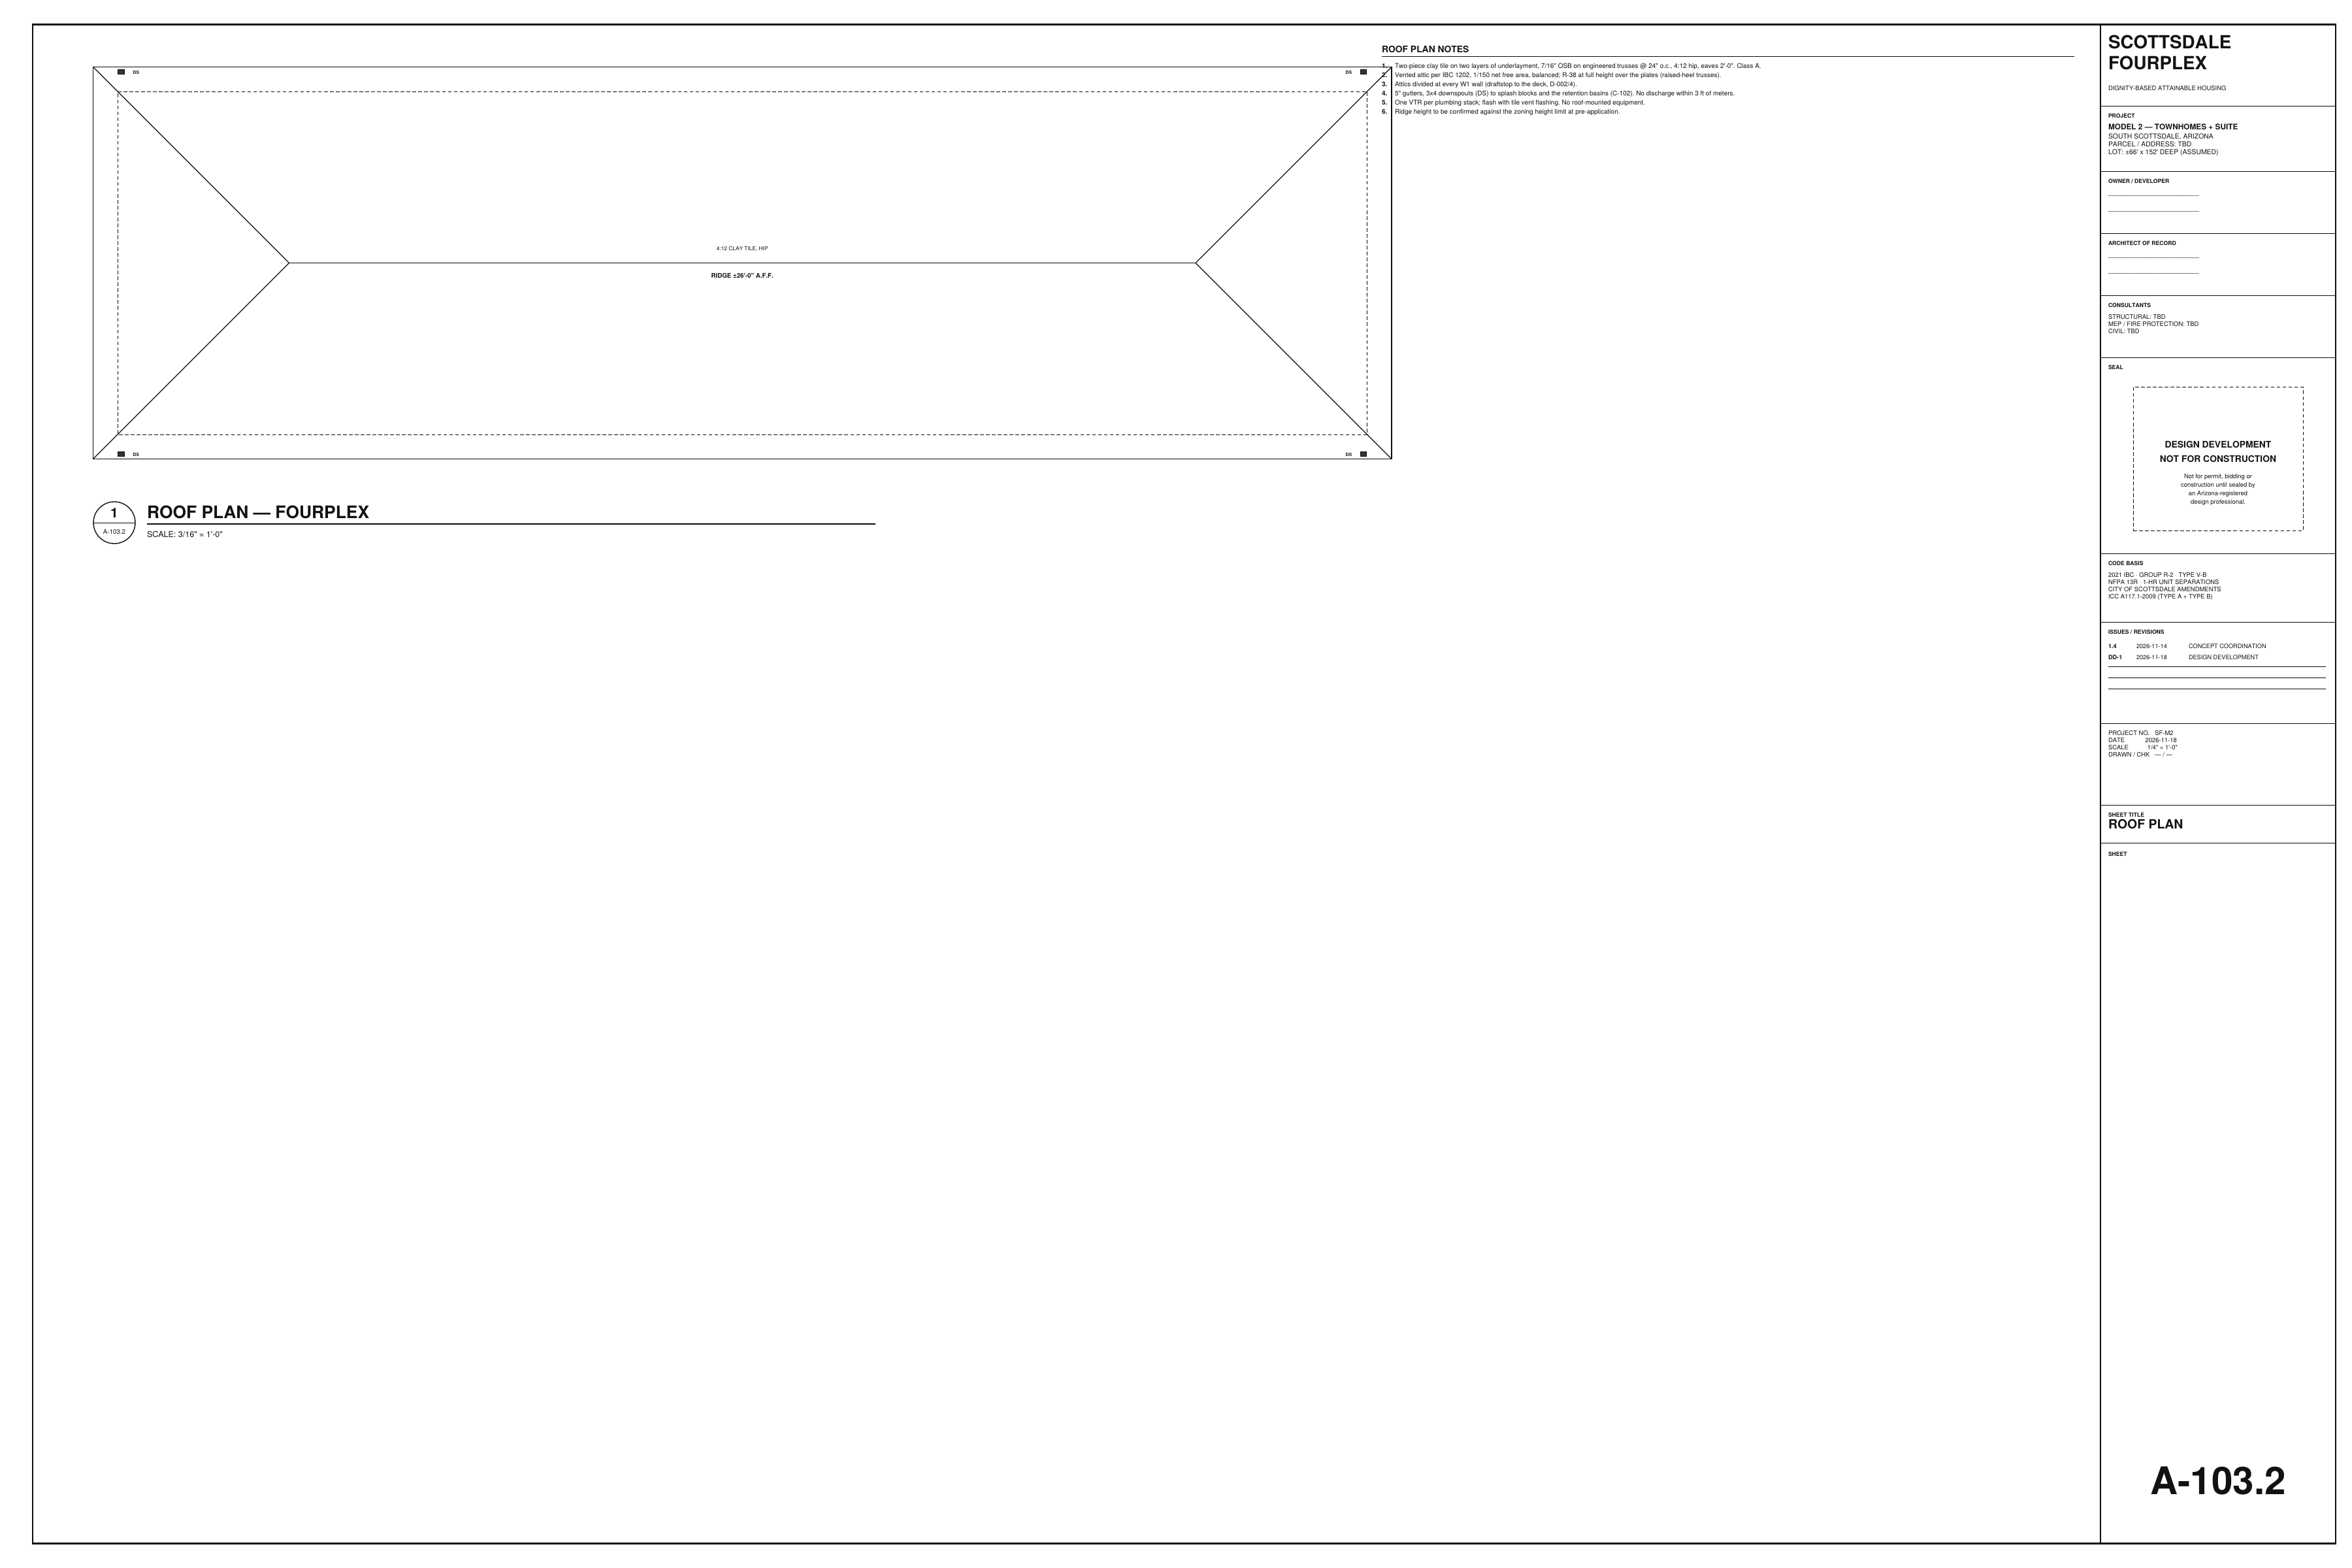 DS
DS
4:12 CLAY TILE, HIP
RIDGE ±26'-0" A.F.F.
DS
DS
1
A-103.2
ROOF PLAN — FOURPLEX
SCALE: 3/16" = 1'-0"
ROOF PLAN NOTES
1. Two-piece clay tile on two layers of underlayment, 7/16" OSB on engineered trusses @ 24" o.c., 4:12 hip, eaves 2'-0". Class A.
2. Vented attic per IBC 1202, 1/150 net free area, balanced; R-38 at full height over the plates (raised-heel trusses).
3. Attics divided at every W1 wall (draftstop to the deck, D-002/4).
4. 5" gutters, 3x4 downspouts (DS) to splash blocks and the retention basins (C-102). No discharge within 3 ft of meters.
5. One VTR per plumbing stack; flash with tile vent flashing. No roof-mounted equipment.
6. Ridge height to be confirmed against the zoning height limit at pre-application.
SCOTTSDALE
FOURPLEX
DIGNITY-BASED ATTAINABLE HOUSING
PROJECT
MODEL 2 — TOWNHOMES + SUITE
SOUTH SCOTTSDALE, ARIZONA
PARCEL / ADDRESS: TBD
LOT: ±66' x 152' DEEP (ASSUMED)
OWNER / DEVELOPER
ARCHITECT OF RECORD
CONSULTANTS
STRUCTURAL: TBD
MEP / FIRE PROTECTION: TBD
CIVIL: TBD
SEAL
DESIGN DEVELOPMENT
NOT FOR CONSTRUCTION
Not for permit, bidding or
construction until sealed by
an Arizona-registered
design professional.
CODE BASIS
2021 IBC · GROUP R-2 · TYPE V-B
NFPA 13R · 1-HR UNIT SEPARATIONS
CITY OF SCOTTSDALE AMENDMENTS
ICC A117.1-2009 (TYPE A + TYPE B)
ISSUES / REVISIONS
1.4 2026-11-14 CONCEPT COORDINATION
DD-1 2026-11-18 DESIGN DEVELOPMENT
PROJECT NO. SF-M2
DATE 2026-11-18
SCALE 1/4" = 1'-0"
DRAWN / CHK — / —
SHEET TITLE
ROOF PLAN
SHEET
A-103.2